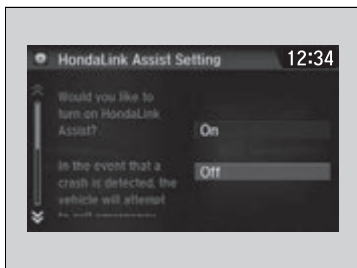 HondaLink Assist Setting
12:34
Would you like to
turn on HondaLink
Assist?
On
In the event that a
crash is detected, the
vehicle will attempt
Off